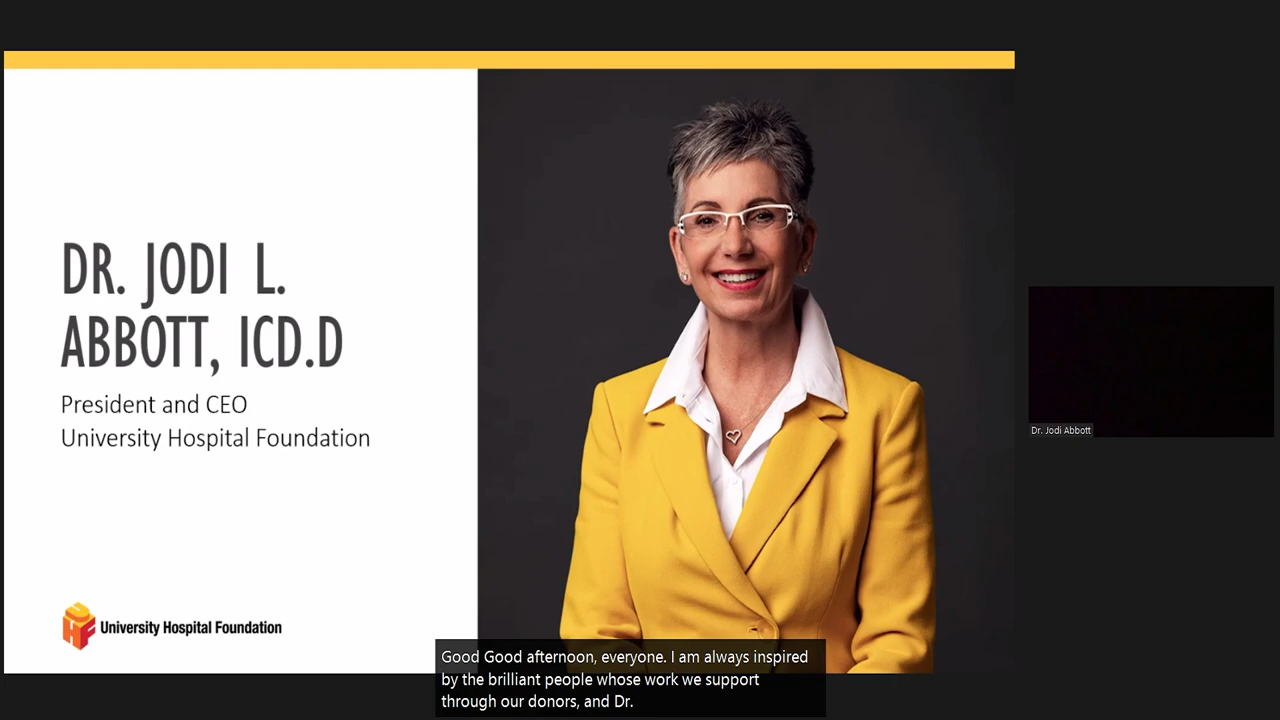 DR. JODI L.
ABBOTT, ICD.D
President and CEO
University Hospital Foundation
UHF University Hospital Foundation
Dr. Jodi Abbott
Good Good afternoon, everyone. I am always inspired
by the brilliant people whose work we support
through our donors, and Dr.